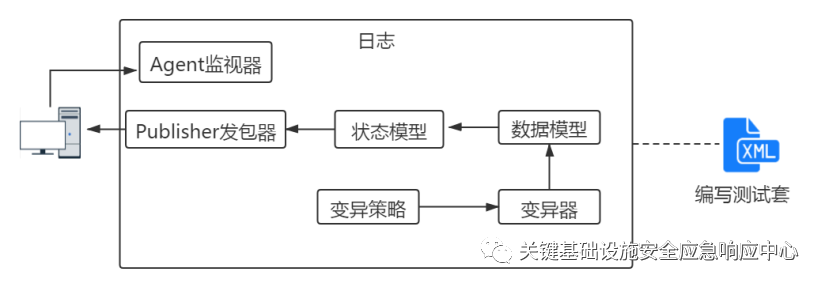 日志
Agent监视器
Publisher发包器
状态模型
数据模型
XML
编写测试套
变异策略
变异器
关键基础设施安全应急响应中心